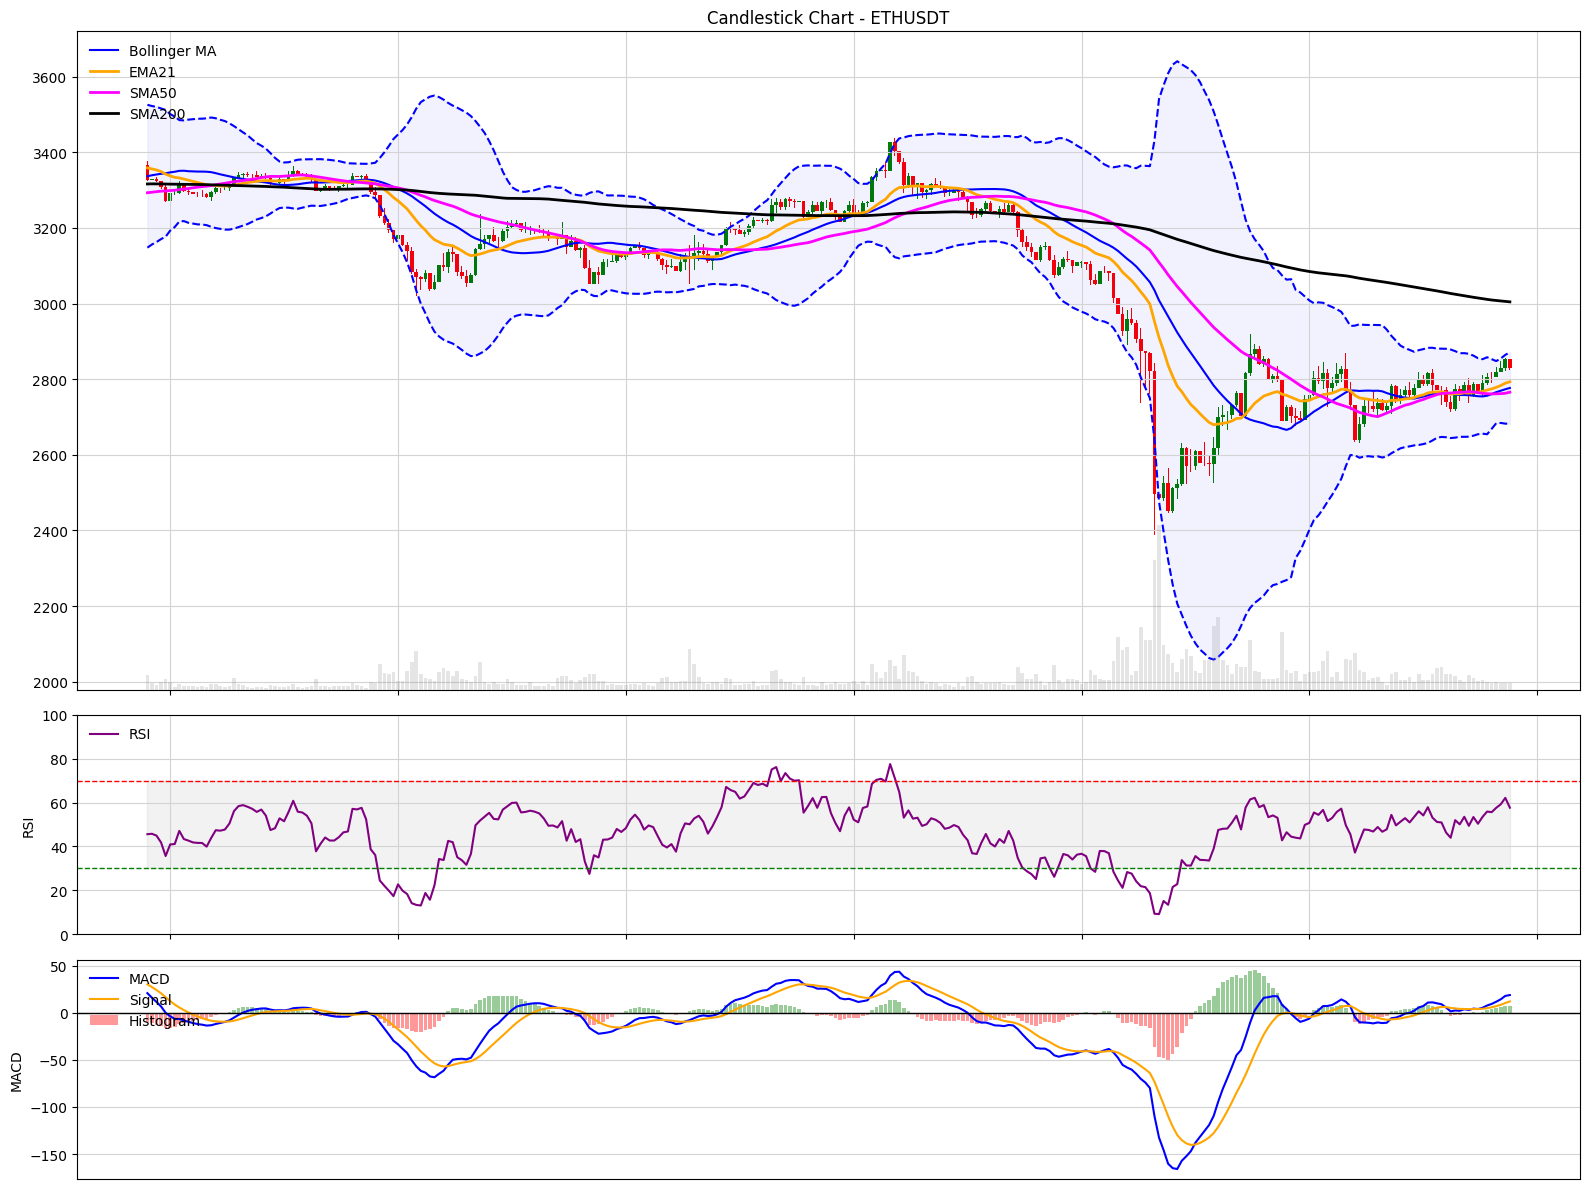 Candlestick Chart - ETHUSDT
Bollinger MA
EMA21
SMA50
SMA200
3600
3400
3200
3000
2800
2600
2400
2200
2000
RSI
100
80
60
40
20
0
RSI
MACD
Signal
Histogram
50
0
−50
−100
−150
MACD